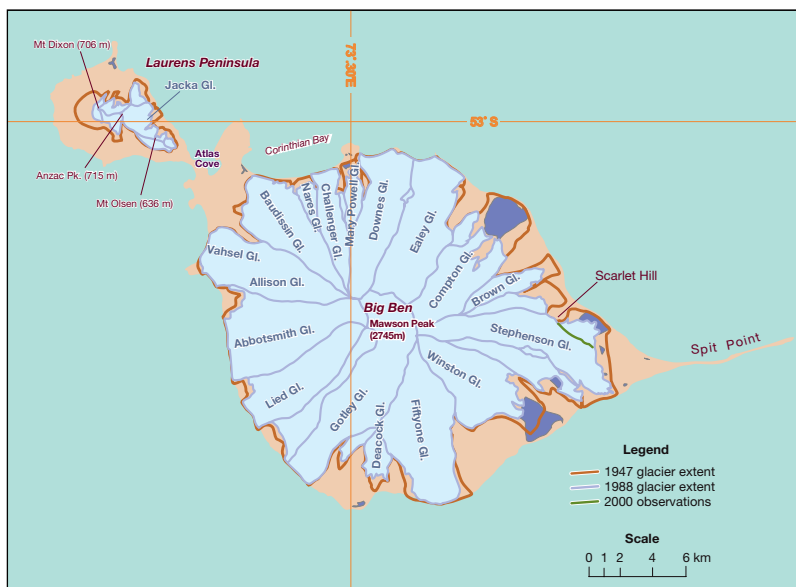 Mt Dixon (706 m)
Laurens Peninsula
Jacka Gl.
73° 30'E
53° S
Atlas
Cove
Corinthian Bay
Anzac Pk. (715 m)
Mt Olsen (636 m)
Baudissin Gl.
Nares Gl.
Challenger Gl.
Mary Powell Gl.
Downes Gl.
Ealey Gl.
Compton Gl.
Brown Gl.
Vahsel Gl.
Allison Gl.
Scarlet Hill
Big Ben
Mawson Peak
(2745m)
Abbotsmith Gl.
Stephenson Gl.
Spit Point
Winston Gl.
Lied Gl.
Gotley Gl.
Deacock Gl.
Fiftyone Gl.
Legend
1947 glacier extent
1988 glacier extent
2000 observations
Scale
0 1 2 4 6 km